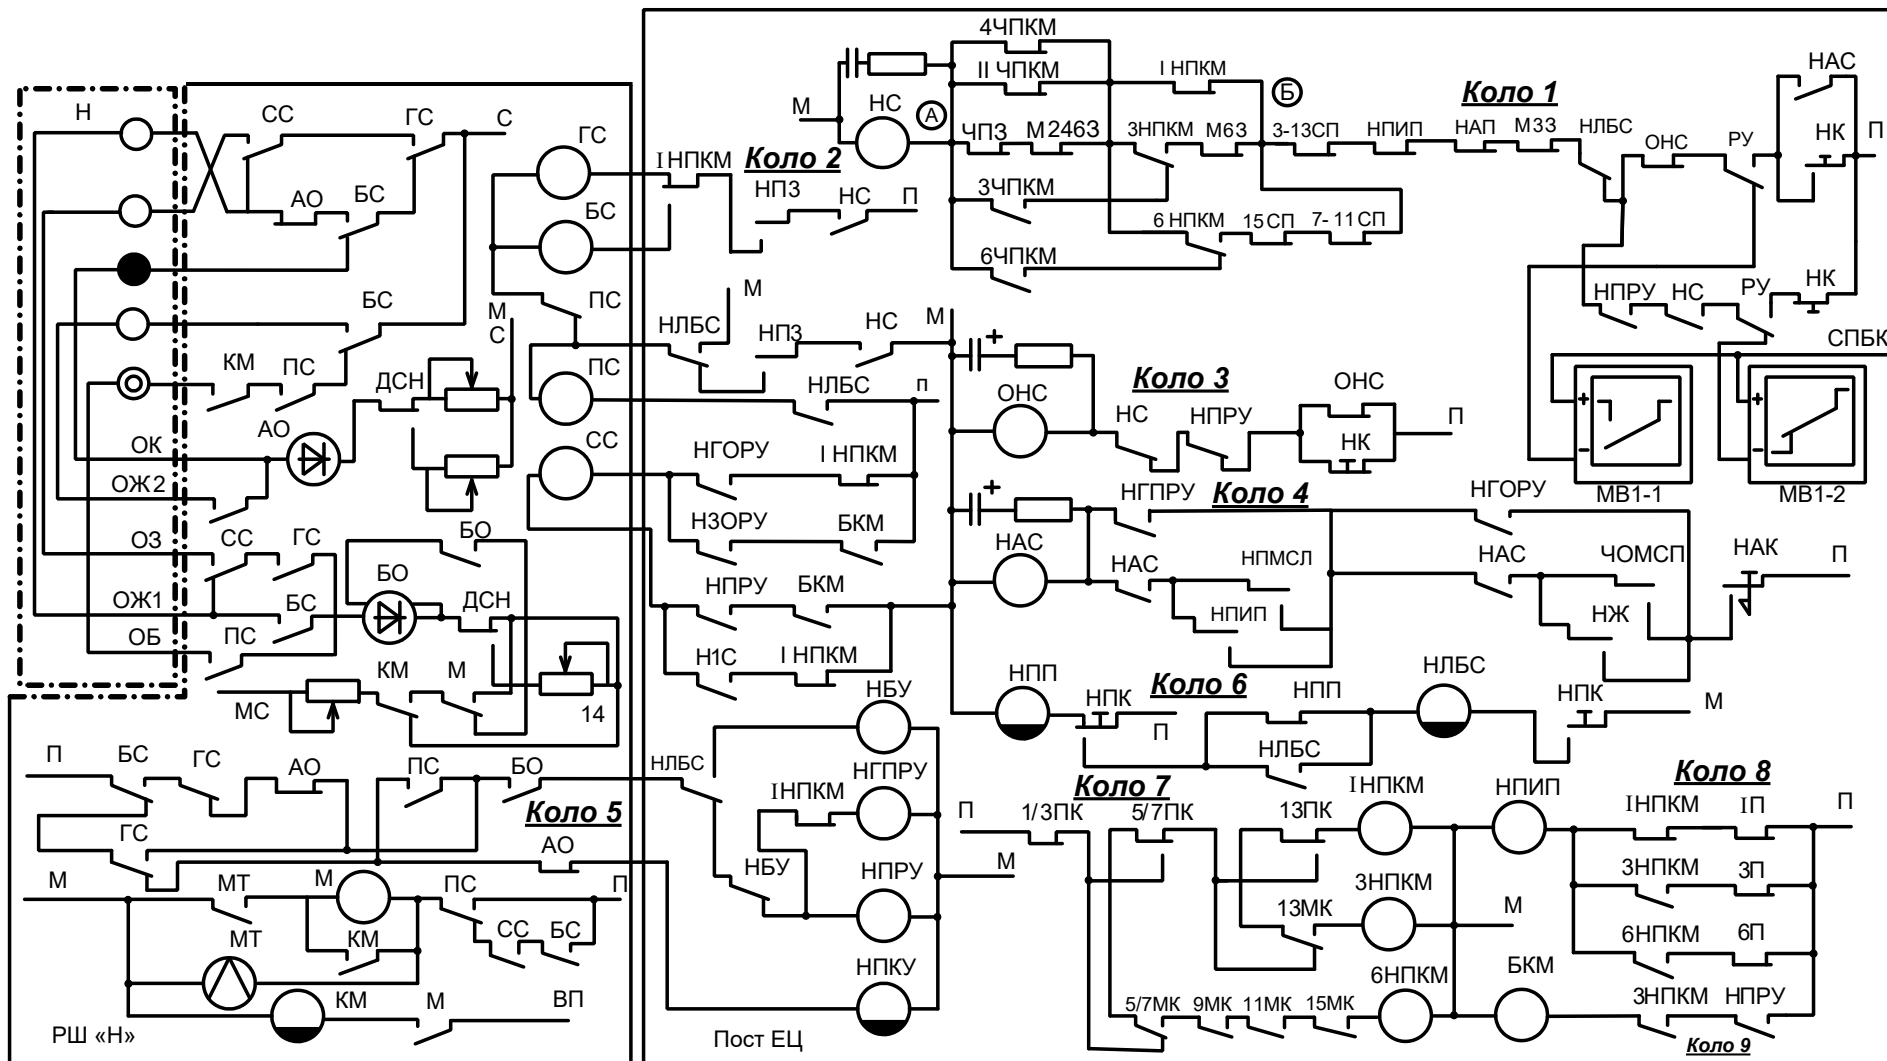 4ЧПКМ
II ЧПКМ
I НПКМ
НАС
М
НС
А
Б
Коло 1
Н
СС
ГС
С
ГС
I НПКМ
Коло 2
ЧПЗ
М246З
3НПКМ
М6З
3-13СП
НПИП
НАП
М33
НЛБС
ОНС
РУ
НК
П
АО
БС
БС
НПЗ
НС
П
3ЧПКМ
6 НПКМ
15СП
7- 11СП
6ЧПКМ
БС
ПС
М
НПРУ
НС
РУ
НК
М
С
НЛБС
НПЗ
НС
М
СПБК
КМ
ПС
ДСН
ПС
НЛБС
п
ОНС
Коло 3
НС
НПРУ
ОНС
НК
П
+
–
+
–
МВ1-1
МВ1-2
АО
ОК
ОЖ2
СС
НГОРУ
I НПКМ
НЗОРУ
БКМ
+
+
НГПРУ
Коло 4
НГОРУ
НАС
НАС
НПМСЛ
НПИП
НАС
ЧОМСП
НЖ
НАК
П
ОЗ
СС
ГС
БО
БО
ОЖ1
БС
ДСН
НПРУ
БКМ
ОБ
ПС
КМ
М
МС
14
Н1С
I НПКМ
НБУ
НПП
НПК
П
Коло 6
НПП
НЛБС
НЛБС
НПК
М
П
БС
ГС
АО
ПС
БО
НЛБС
НГПРУ
IНПКМ
Коло 5
ГС
АО
НБУ
НПРУ
П
М
Коло 7
1/3ПК
5/7ПК
13ПК
IНПКМ
НПИП
Коло 8
IНПКМ
IП
П
М
МТ
М
ПС
П
СС
БС
КМ
МТ
3НПКМ
13МК
М
3НПКМ
3П
6НПКМ
6П
НПКУ
КМ
М
ВП
5/7МК
9МК
11МК
15МК
6НПКМ
БКМ
3НПКМ
НПРУ
Коло 9
РШ «Н»
Пост ЕЦ